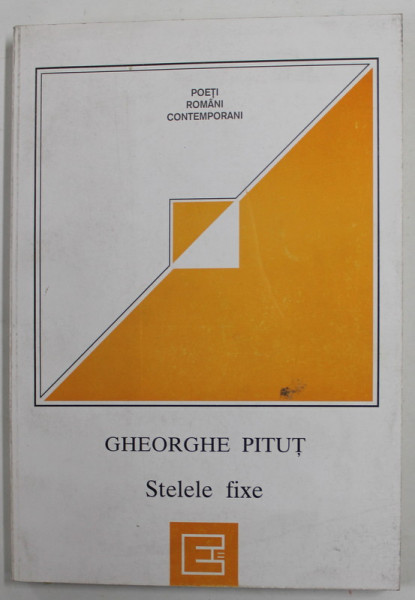 POEȚI
ROMÂNI
CONTEMPORANI
GHEORGHE PITUȚ
Stelele fixe
E E